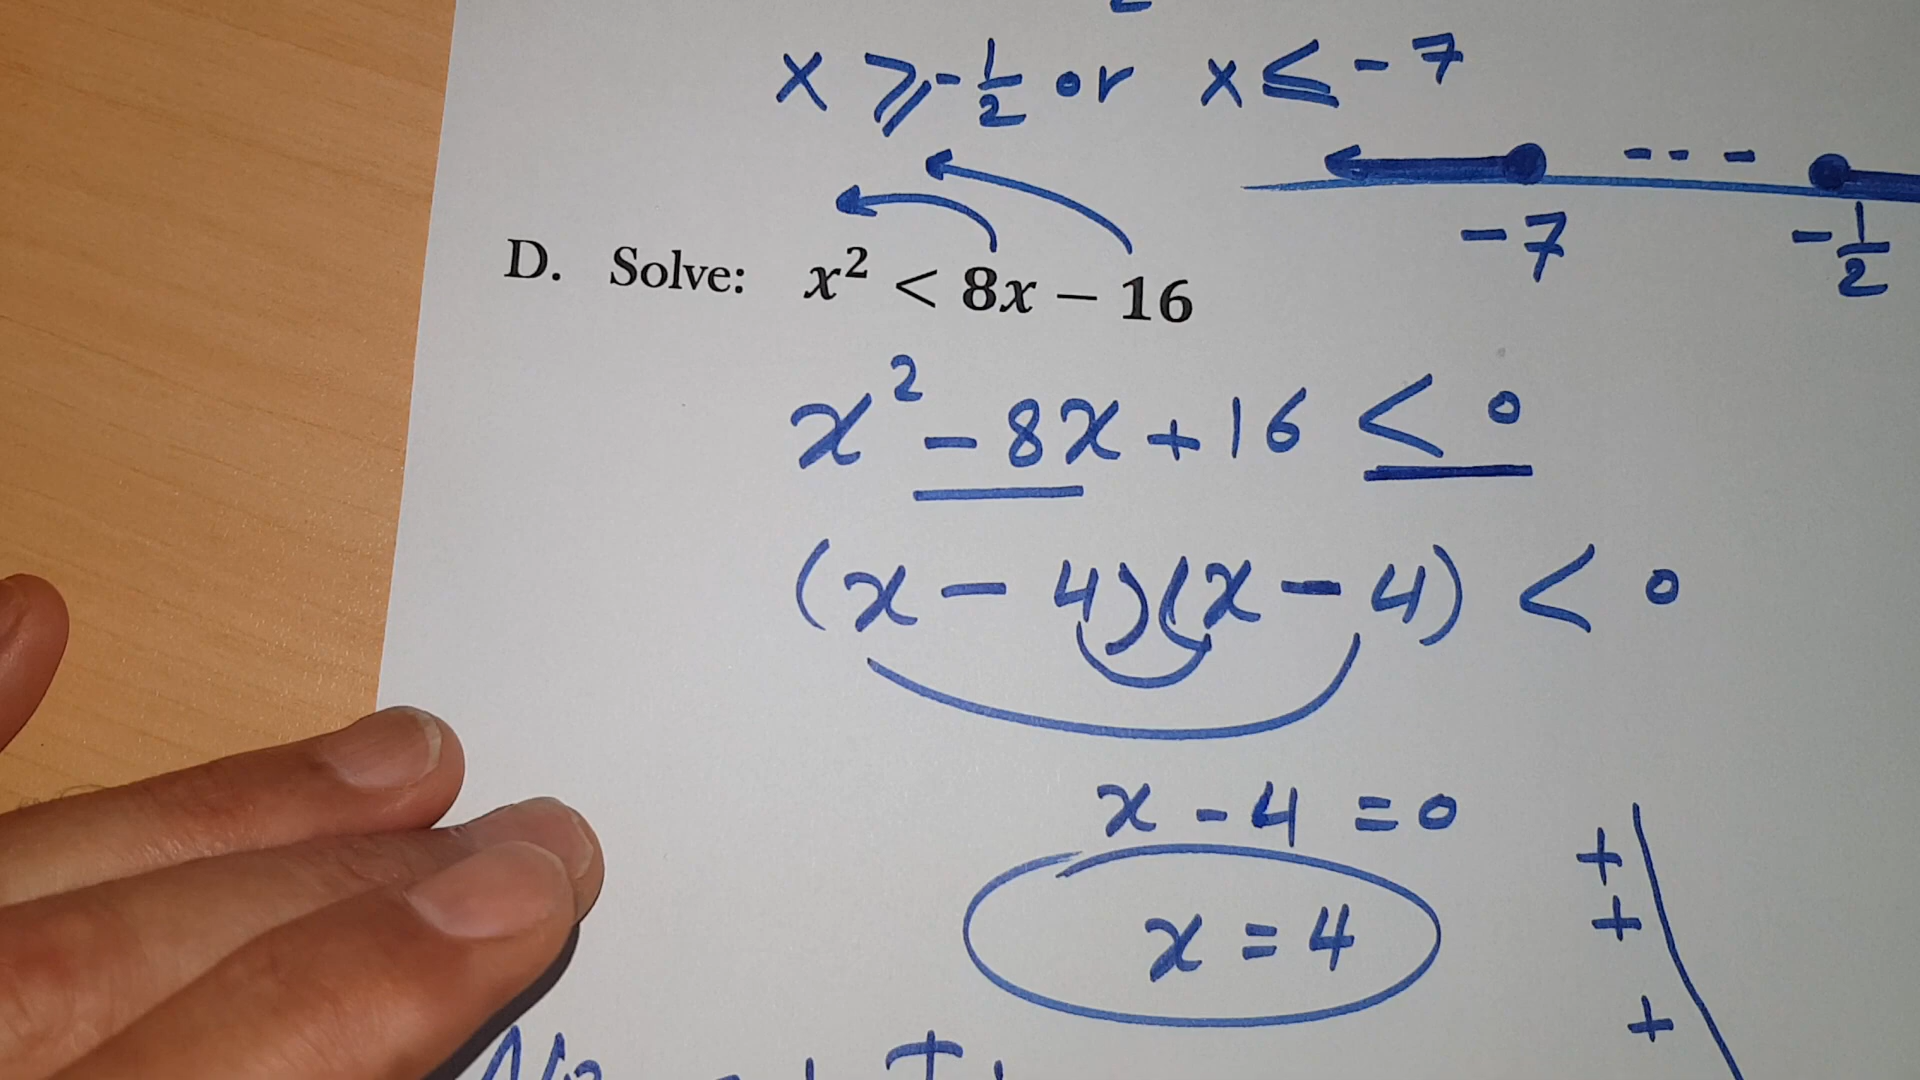 x ⩾ -1/2 or x ≤ -7
-7 -1/2
D. Solve: x² < 8x − 16
x² - 8x + 16 < 0
(x - 4)(x - 4) < 0
x - 4 = 0
+
x = 4
+
+